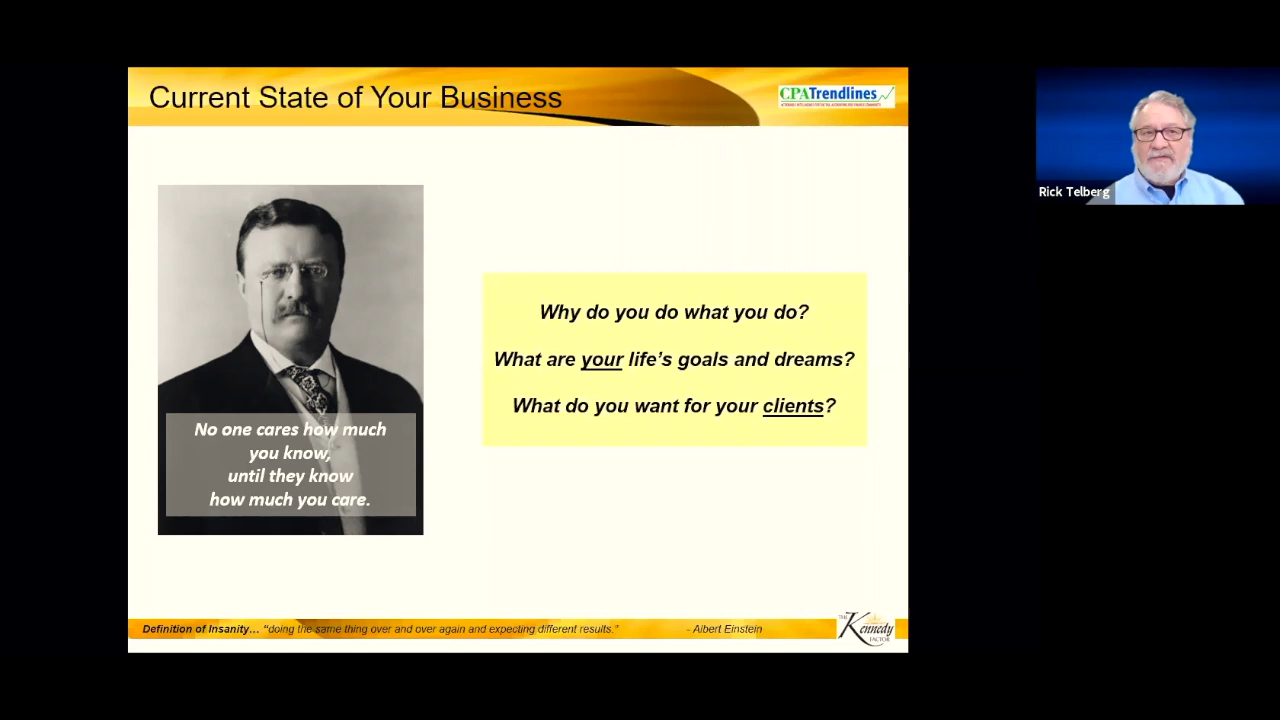 Current State of Your Business
CPATrendlines
Rick Telberg
Why do you do what you do?
What are your life's goals and dreams?
What do you want for your clients?
No one cares how much
you know,
until they know
how much you care.
Definition of Insanity… "doing the same thing over and over again and expecting different results." - Albert Einstein
THE
Kennedy
FACTOR